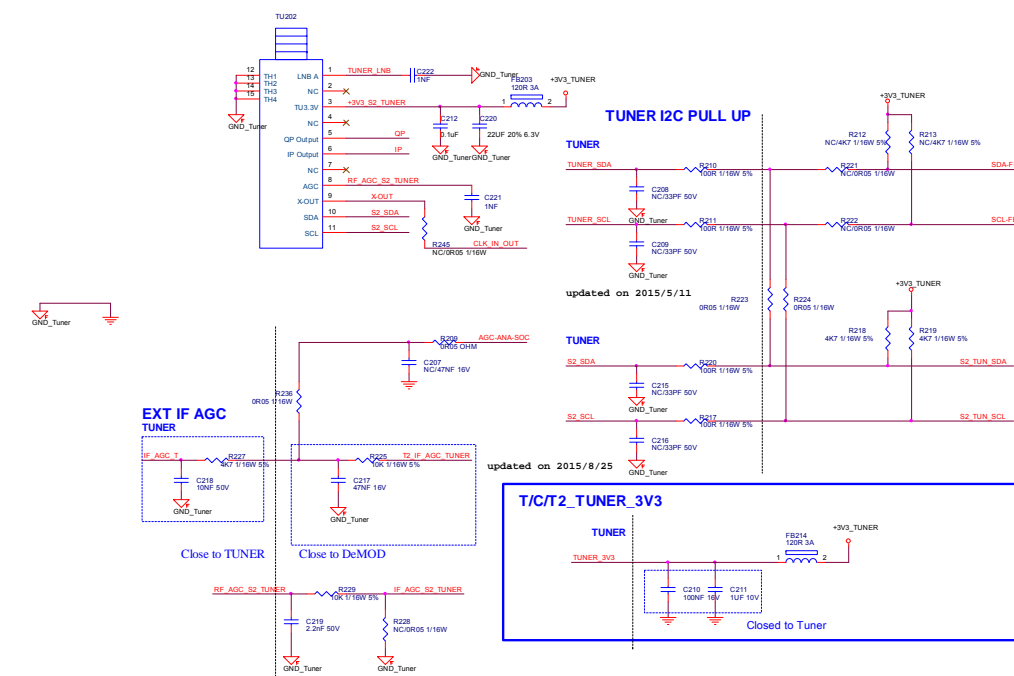 TU202
12 TH1
13 TH2
14 TH3
15 TH4
GND_Tuner
LNB A 1 TUNER_LNB
NC 2
TU3.3V 3 +3V3_S2_TUNER
NC 4
QP Output 5 QP
IP Output 6 IP
NC 7
AGC 8 RF_AGC_S2_TUNER
X-OUT 9 X-OUT
SDA 10 S2_SDA
SCL 11 S2_SCL
C222
1NF
GND_Tuner
FB203
120R 3A
1 2
+3V3_TUNER
C212
0.1uF
GND_Tuner
C220
22UF 20% 6.3V
GND_Tuner
C221
1NF
GND_Tuner
R245
NC/0R05 1/16W
CLK_IN_OUT
GND_Tuner
TUNER I2C PULL UP
TUNER
TUNER_SDA
R210
100R 1/16W 5%
C208
NC/33PF 50V
GND_Tuner
TUNER_SCL
R211
100R 1/16W 5%
C209
NC/33PF 50V
GND_Tuner
+3V3_TUNER
R212
NC/4K7 1/16W 5%
R213
NC/4K7 1/16W 5%
R221
NC/0R05 1/16W
SDA-F
R222
NC/0R05 1/16W
SCL-F
updated on 2015/5/11
R223
0R05 1/16W
R224
0R05 1/16W
+3V3_TUNER
R218
4K7 1/16W 5%
R219
4K7 1/16W 5%
TUNER
S2_SDA
R220
100R 1/16W 5%
S2_TUN_SDA
C215
NC/33PF 50V
GND_Tuner
S2_SCL
R217
100R 1/16W 5%
S2_TUN_SCL
C216
NC/33PF 50V
GND_Tuner
updated on 2015/8/25
R209
0R05 OHM
AGC-ANA-SOC
C207
NC/47NF 16V
R236
0R05 1/16W
EXT IF AGC
TUNER
IF_AGC_T
R227
4K7 1/16W 5%
C218
10NF 50V
GND_Tuner
R225
10K 1/16W 5%
T2_IF_AGC_TUNER
C217
47NF 16V
GND_Tuner
Close to TUNER
Close to DeMOD
RF_AGC_S2_TUNER
R229
10K 1/16W 5%
IF_AGC_S2_TUNER
C219
2.2nF 50V
GND_Tuner
R228
NC/0R05 1/16W
GND_Tuner
T/C/T2_TUNER_3V3
TUNER
TUNER_3V3
FB214
120R 3A
1 2
+3V3_TUNER
C210
100NF 16V
C211
1UF 10V
Closed to Tuner